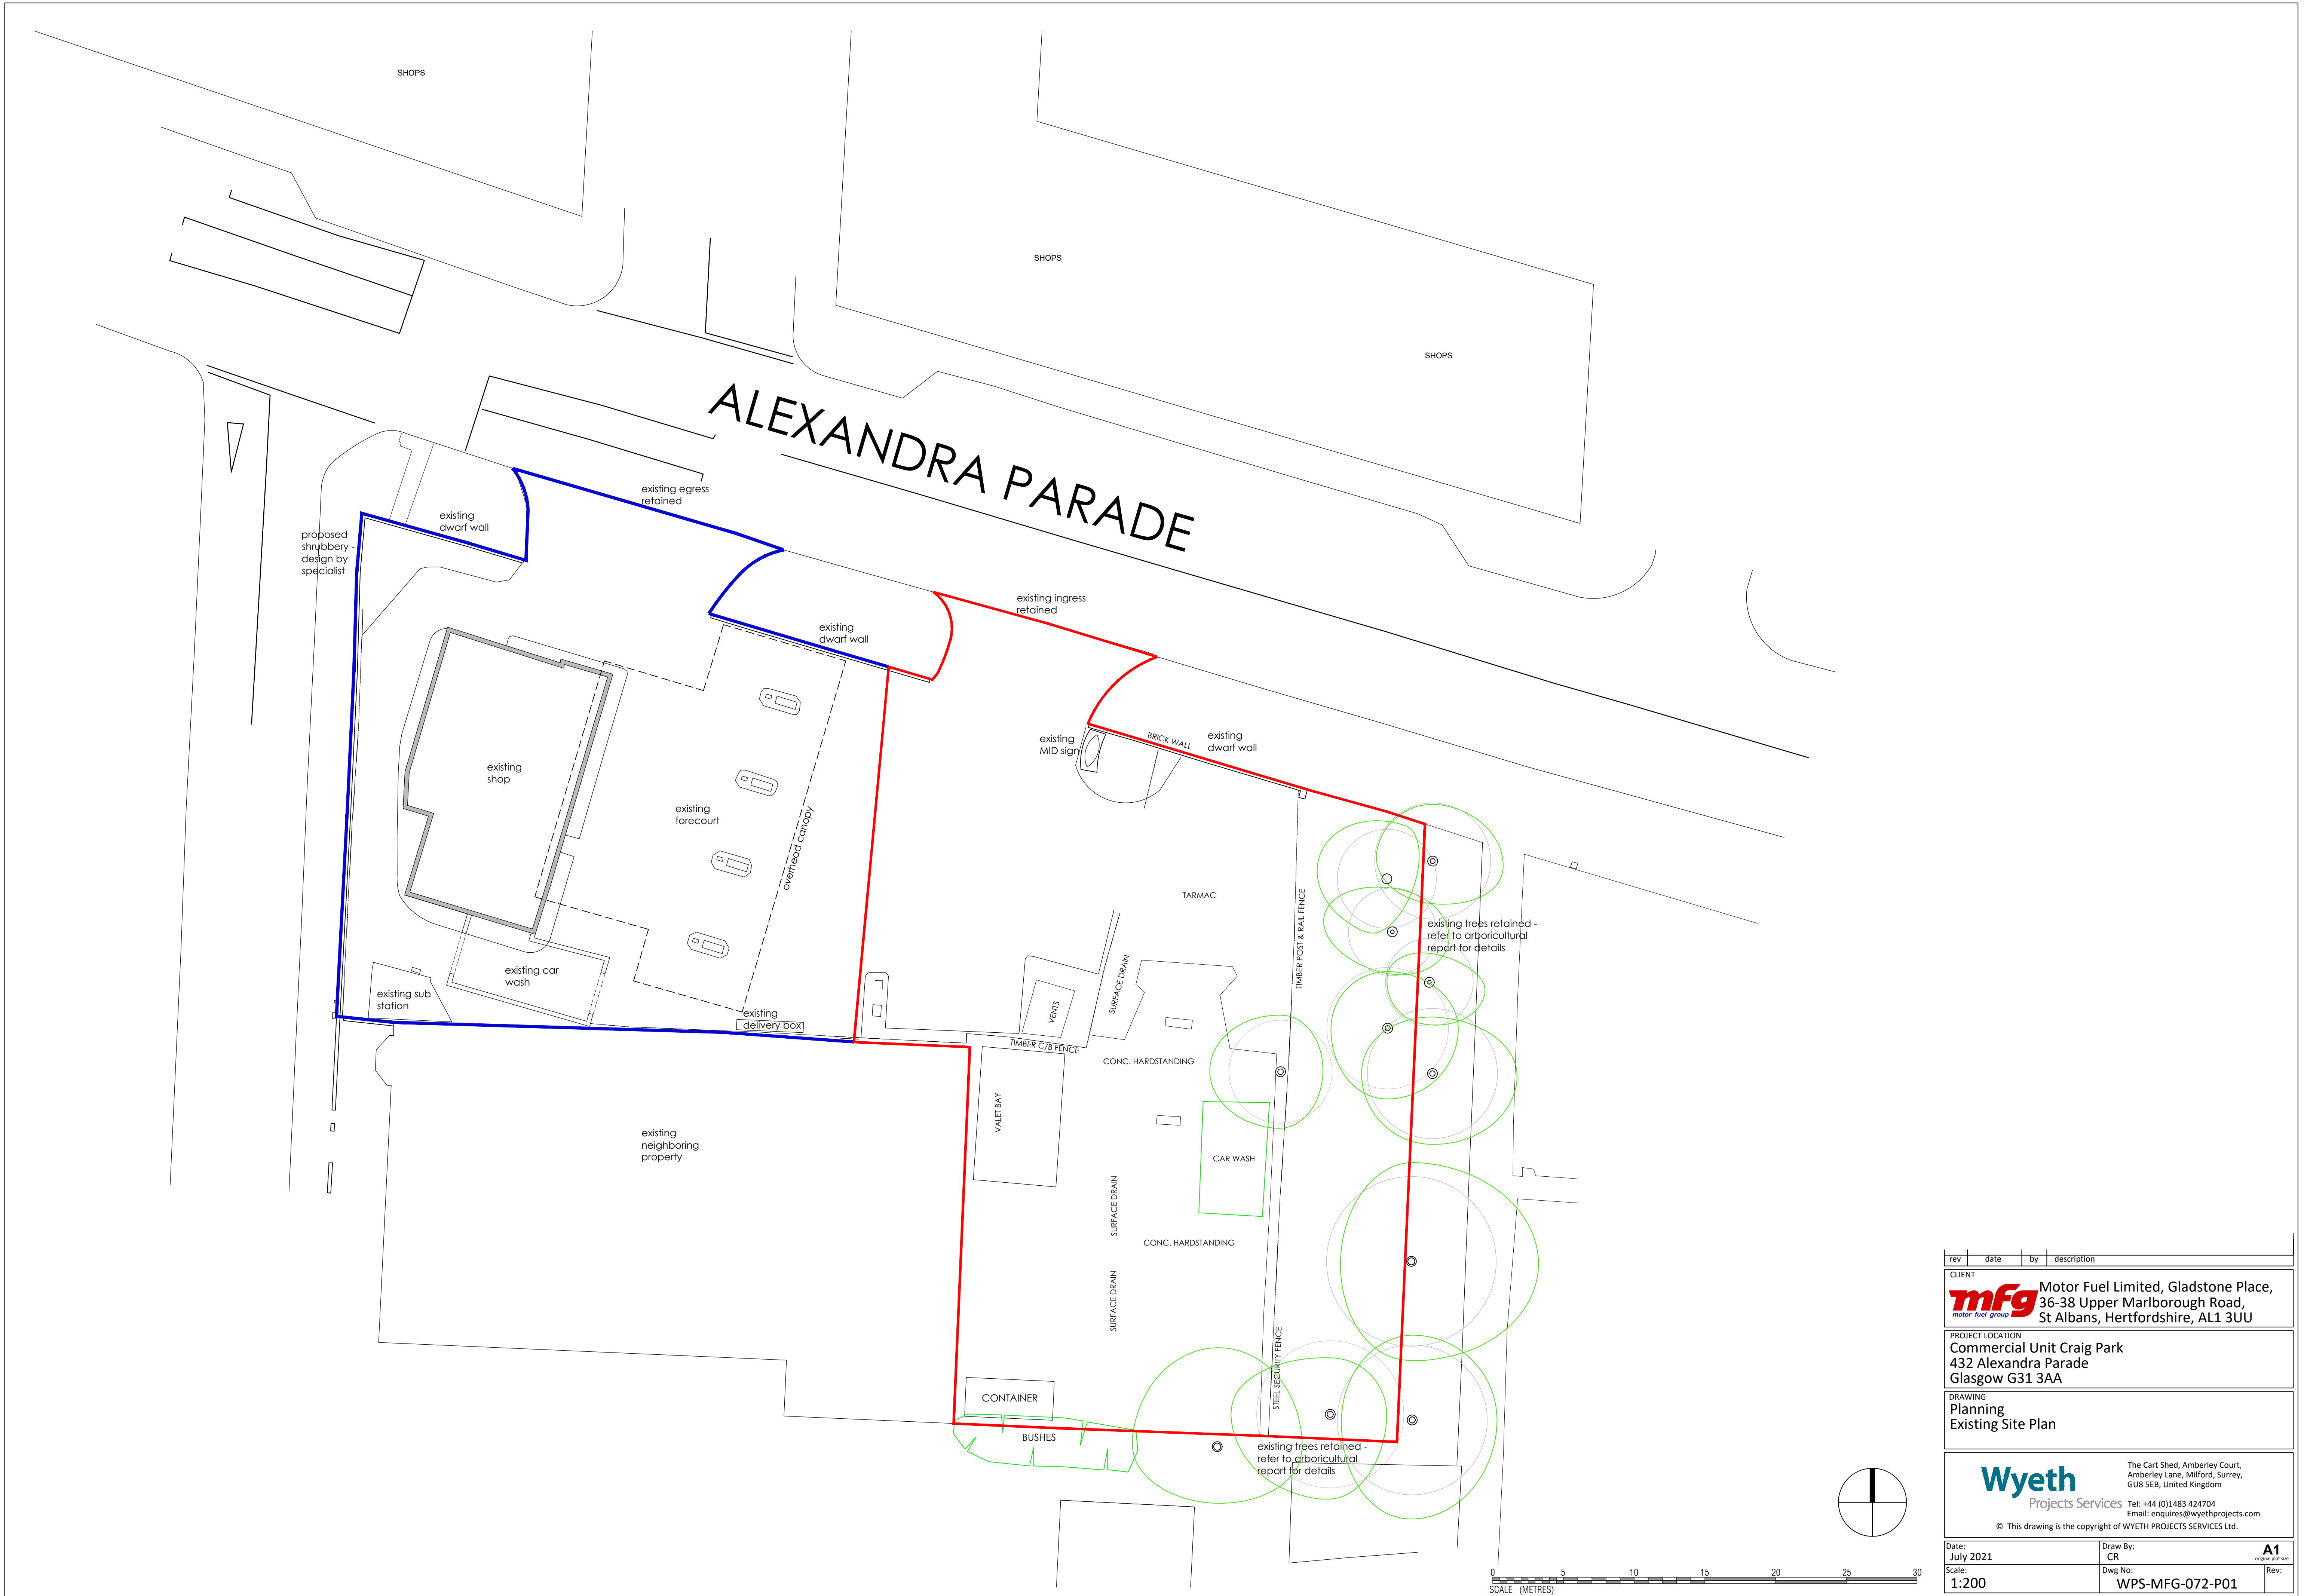 SHOPS
SHOPS
SHOPS
ALEXANDRA PARADE
existing egress
retained
existing
dwarf wall
proposed
shrubbery -
design by
specialist
existing ingress
retained
existing
dwarf wall
existing
MID sign
BRICK WALL
existing
dwarf wall
existing
shop
existing
forecourt
overhead canopy
TARMAC
TIMBER POST & RAIL FENCE
existing trees retained -
refer to arboricultural
report for details
existing car
wash
existing sub
station
existing
delivery box
VENTS
SURFACE DRAIN
TIMBER C/B FENCE
CONC. HARDSTANDING
VALET BAY
existing
neighboring
property
CAR WASH
SURFACE DRAIN
CONC. HARDSTANDING
SURFACE DRAIN
STEEL SECURITY FENCE
CONTAINER
BUSHES
existing trees retained -
refer to arboricultural
report for details
0 5 10 15 20 25 30
SCALE (METRES)
rev date by description
CLIENT
mfg
motor fuel group
Motor Fuel Limited, Gladstone Place,
36-38 Upper Marlborough Road,
St Albans, Hertfordshire, AL1 3UU
PROJECT LOCATION
Commercial Unit Craig Park
432 Alexandra Parade
Glasgow G31 3AA
DRAWING
Planning
Existing Site Plan
Wyeth
Projects Services
The Cart Shed, Amberley Court,
Amberley Lane, Milford, Surrey,
GU8 5EB, United Kingdom
Tel: +44 (0)1483 424704
Email: enquires@wyethprojects.com
© This drawing is the copyright of WYETH PROJECTS SERVICES Ltd.
Date:
July 2021
Draw By:
CR
A1
original plot size
Scale:
1:200
Dwg No:
WPS-MFG-072-P01
Rev: